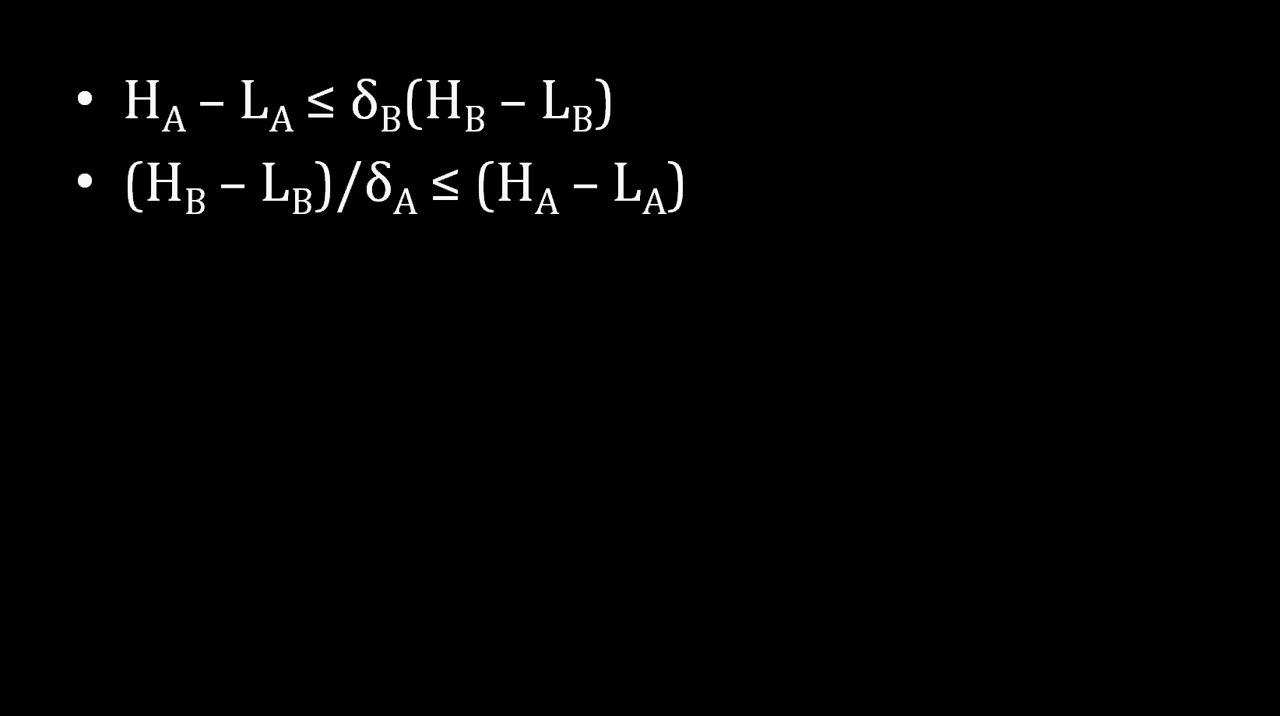 • H_A – L_A ≤ δ_B(H_B – L_B)
• (H_B – L_B)/δ_A ≤ (H_A – L_A)